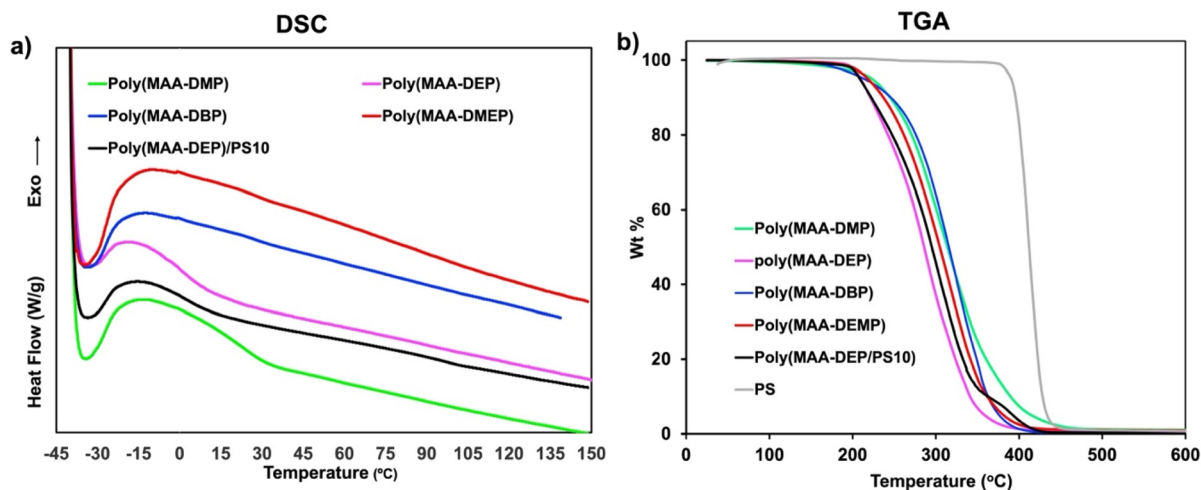 DSC
a)
Poly(MAA-DMP)
Poly(MAA-DEP)
Poly(MAA-DBP)
Poly(MAA-DMEP)
Poly(MAA-DEP)/PS10
Heat Flow (W/g)
Exo →
-45 -30 -15 0 15 30 45 60 75 90 105 120 135 150
Temperature (ºC)
TGA
b)
100
80
60
40
20
0
Wt %
Poly(MAA-DMP)
poly(MAA-DEP)
Poly(MAA-DBP)
Poly(MAA-DEMP)
Poly(MAA-DEP/PS10)
PS
0 100 200 300 400 500 600
Temperature (ºC)